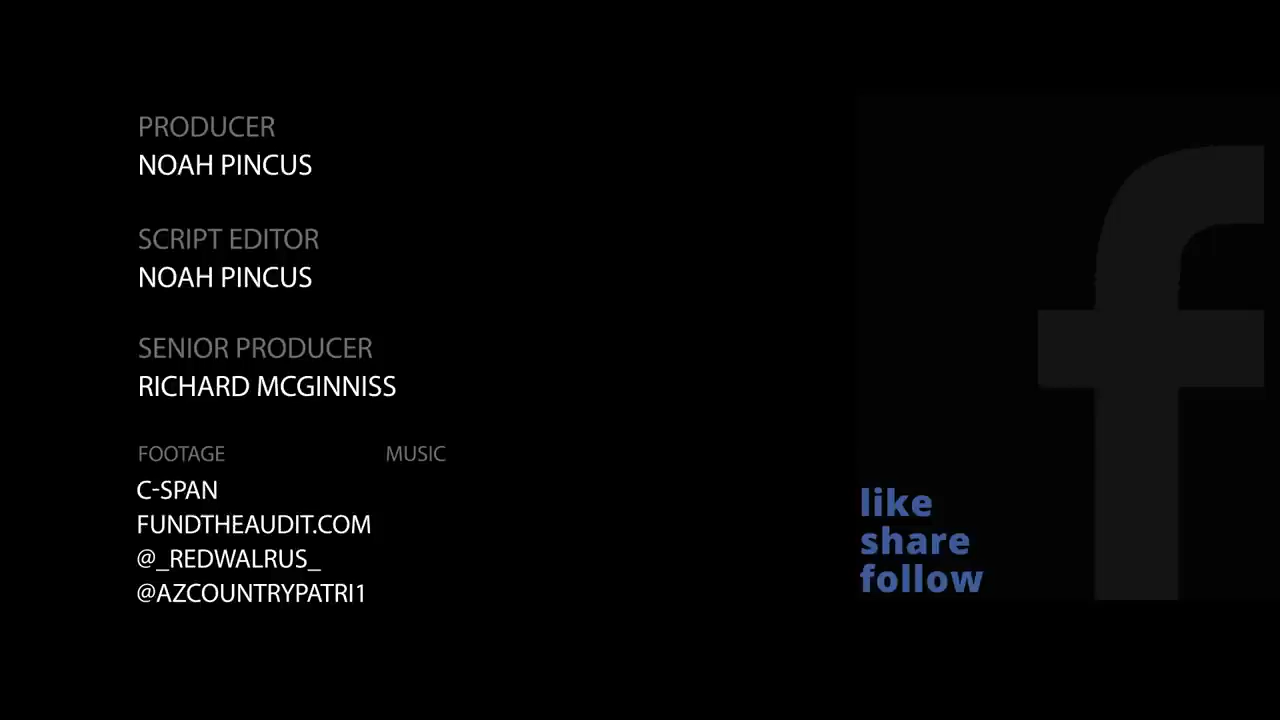 PRODUCER
NOAH PINCUS
SCRIPT EDITOR
NOAH PINCUS
SENIOR PRODUCER
RICHARD MCGINNISS
FOOTAGE
MUSIC
C-SPAN
FUNDTHEAUDIT.COM
@_REDWALRUS_
@AZCOUNTRYPATRI1
like
share
follow
f